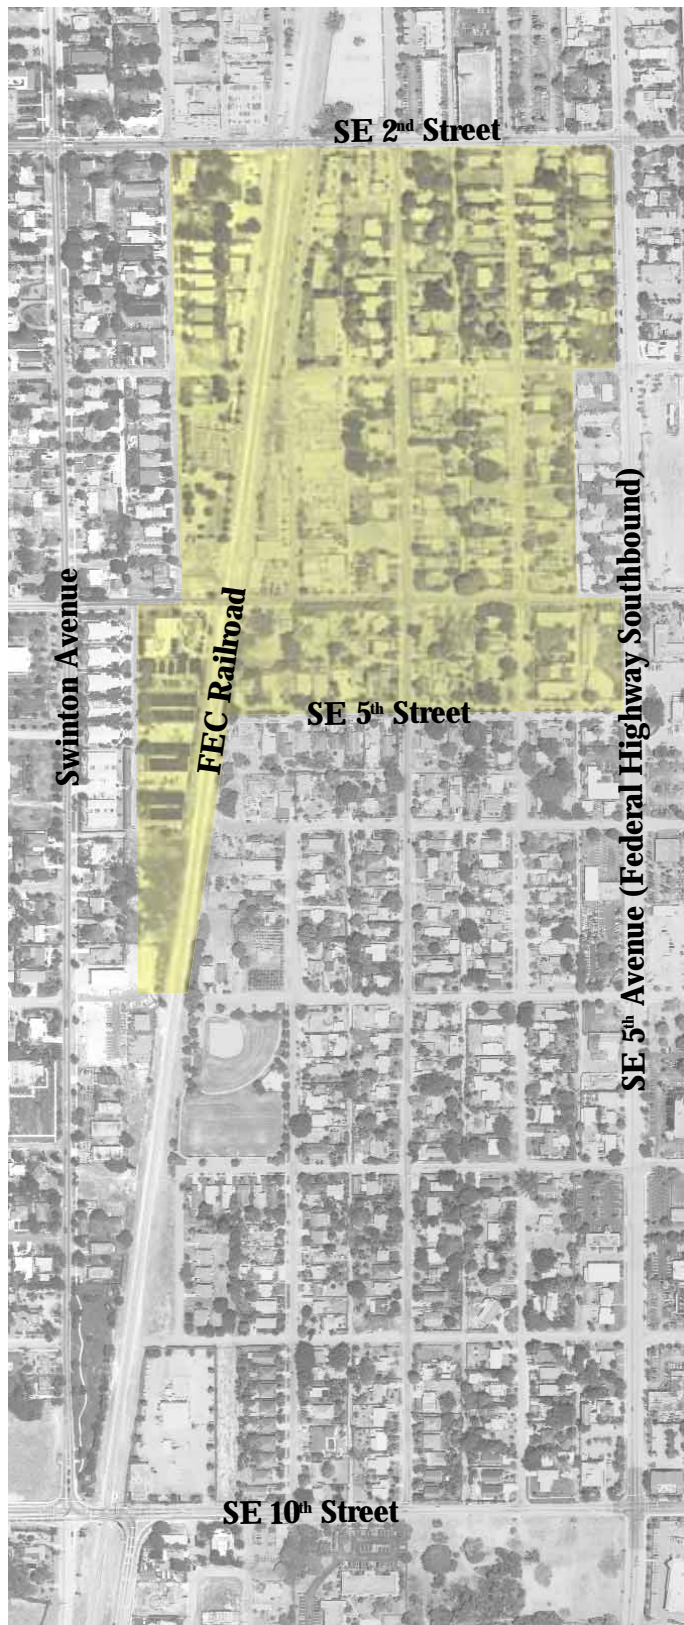 SE 2nd Street
SE 5th Avenue (Federal Highway Southbound)
Swinton Avenue
FEC Railroad
SE 5th Street
SE 10th Street